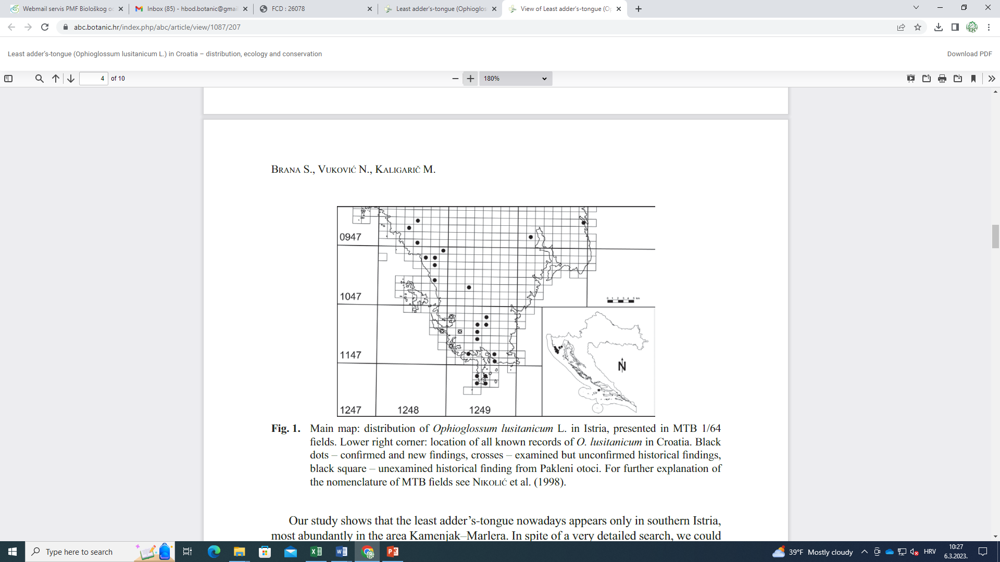 Webmail servis PMF Biološkog o
Inbox (85) - hbod.botanic@gmai
FCD : 26078
Least adder's-tongue (Ophioglos
View of Least adder's-tongue (O
abc.botanic.hr/index.php/abc/article/view/1087/207
Least adder's-tongue (Ophioglossum lusitanicum L.) in Croatia – distribution, ecology and conservation
Download PDF
4 of 10
180%
BRANA S., VUKOVIĆ N., KALIGARIČ M.
0947
1047
0 1 2 3 4 5 km
1147
N
1247 1248 1249
Fig. 1. Main map: distribution of Ophioglossum lusitanicum L. in Istria, presented in MTB 1/64
fields. Lower right corner: location of all known records of O. lusitanicum in Croatia. Black
dots – confirmed and new findings, crosses – examined but unconfirmed historical findings,
black square – unexamined historical finding from Pakleni otoci. For further explanation of
the nomenclature of MTB fields see NIKOLIĆ et al. (1998).
Our study shows that the least adder's-tongue nowadays appears only in southern Istria,
most abundantly in the area Kamenjak–Marlera. In spite of a very detailed search, we could
Type here to search
39°F Mostly cloudy
HRV
10:27
6.3.2023.